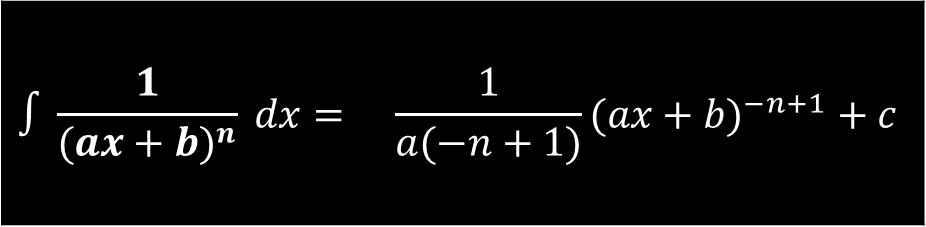 ∫ 1/(ax + b)ⁿ dx = 1/a(−n + 1) (ax + b)⁻ⁿ⁺¹ + c